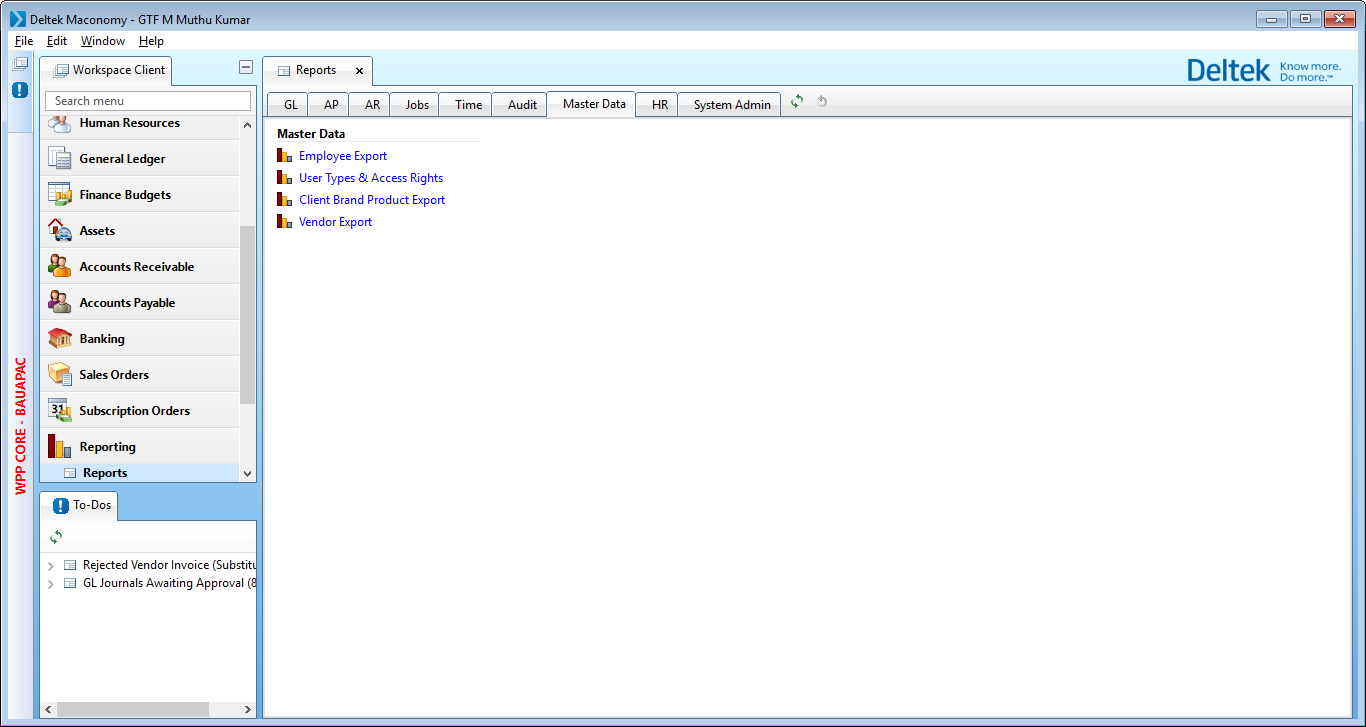 Deltek Maconomy - GTF M Muthu Kumar
File Edit Window Help
Workspace Client
Search menu
Human Resources
General Ledger
Finance Budgets
Assets
Accounts Receivable
Accounts Payable
Banking
Sales Orders
31
Subscription Orders
Reporting
Reports
WPP CORE - BAUAPAC
To-Dos
Rejected Vendor Invoice (Substitu
GL Journals Awaiting Approval (8
Reports
Deltek Know more.
Do more.™
GL AP AR Jobs Time Audit Master Data HR System Admin
Master Data
Employee Export
User Types & Access Rights
Client Brand Product Export
Vendor Export